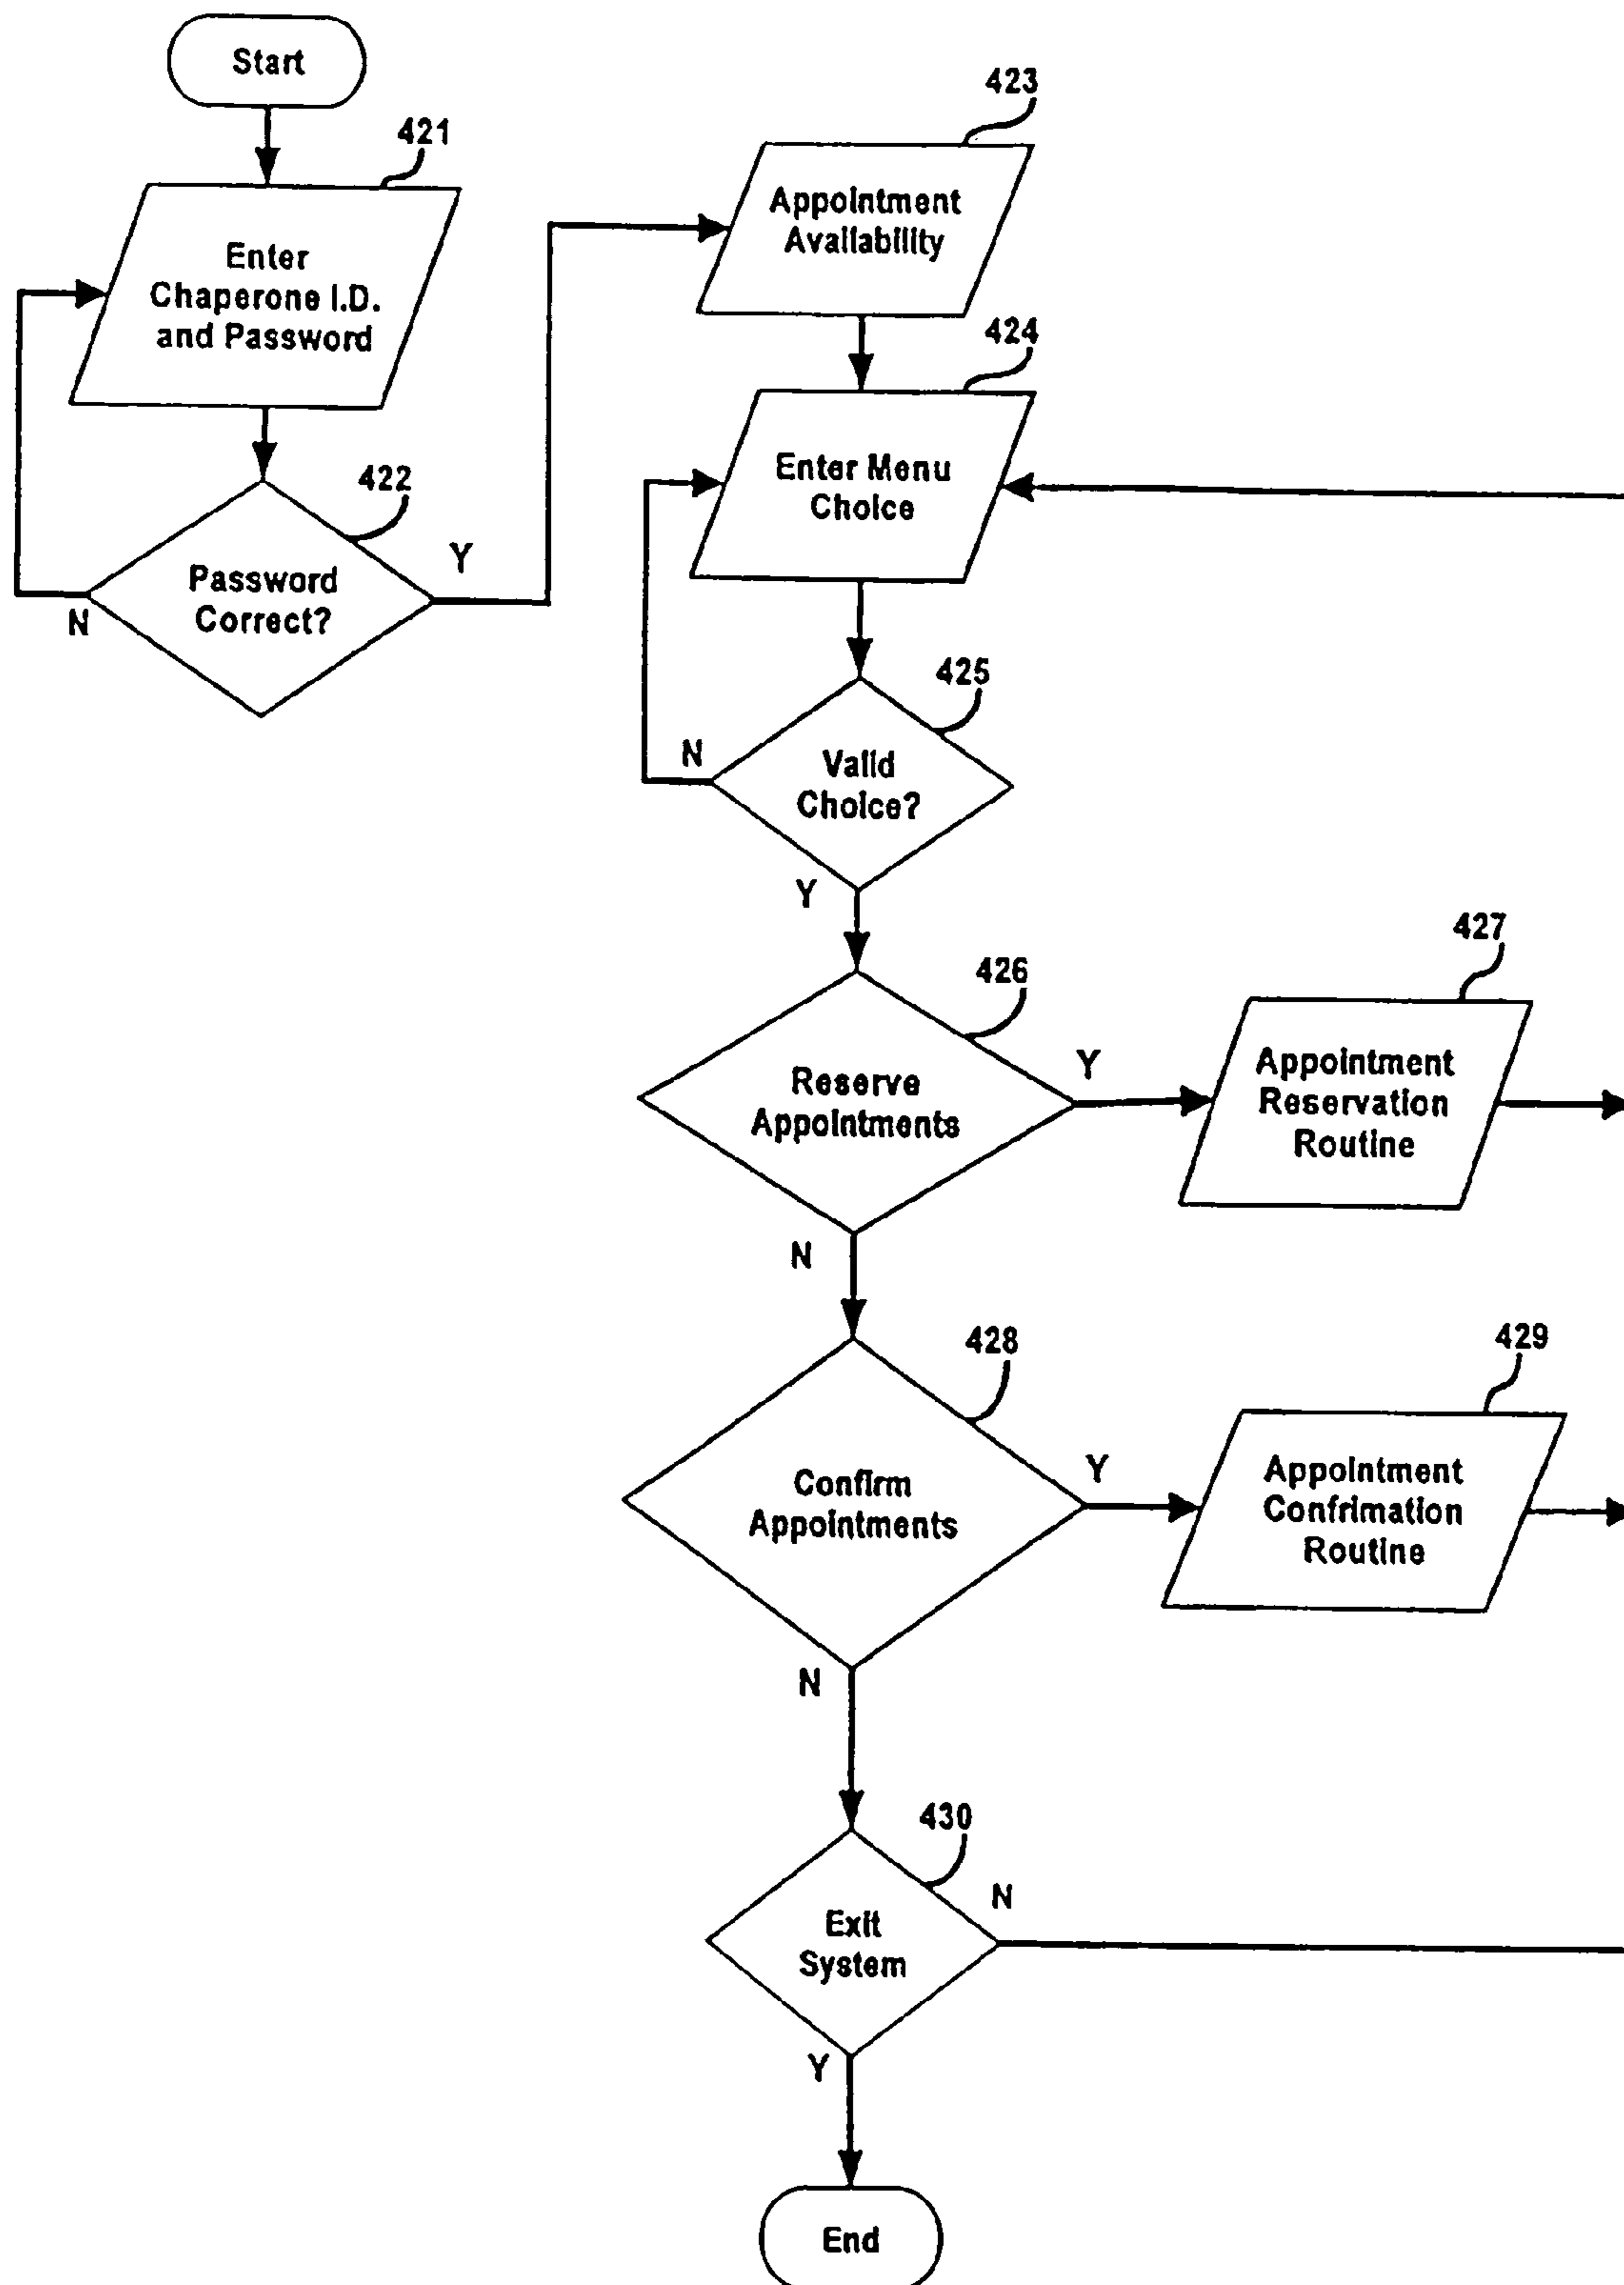 Start
421
Enter
Chaperone I.D.
and Password
422
Password
Correct?
N
Y
423
Appointment
Availability
424
Enter Menu
Choice
425
Valid
Choice?
N
Y
426
Reserve
Appointments
Y
N
427
Appointment
Reservation
Routine
428
Confirm
Appointments
Y
N
429
Appointment
Confrimation
Routine
430
Exit
System
N
Y
End